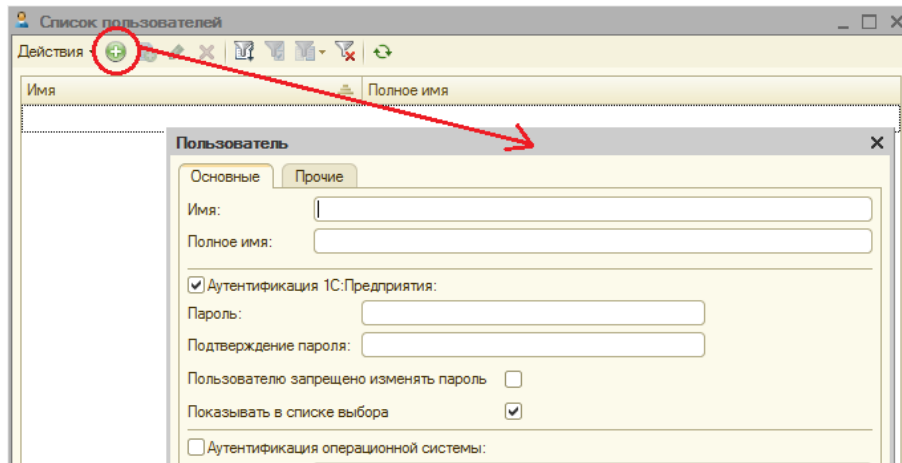 Список пользователей
Действия
Имя Полное имя
Пользователь
Основные Прочие
Имя:
Полное имя:
Аутентификация 1С:Предприятия:
Пароль:
Подтверждение пароля:
Пользователю запрещено изменять пароль
Показывать в списке выбора
Аутентификация операционной системы: